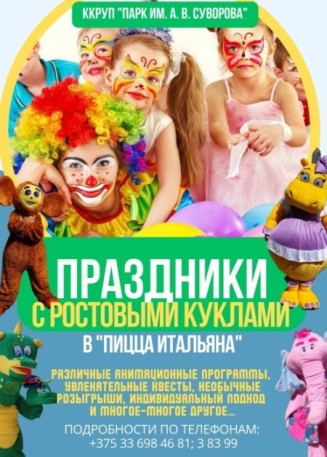 ККРУП "ПАРК ИМ. А. В. СУВОРОВА"
ПРАЗДНИКИ
С РОСТОВЫМИ КУКЛАМИ
В "ПИЦЦА ИТАЛЬЯНА"
РАЗЛИЧНЫЕ АНИМАЦИОННЫЕ ПРОГРАММЫ,
УВЛЕКАТЕЛЬНЫЕ КВЕСТЫ, НЕОБЫЧНЫЕ
РОЗЫГРЫШИ, ИНДИВИДУАЛЬНЫЙ ПОДХОД
И МНОГОЕ-МНОГОЕ ДРУГОЕ...
ПОДРОБНОСТИ ПО ТЕЛЕФОНАМ:
+375 33 698 46 81; 3 83 99